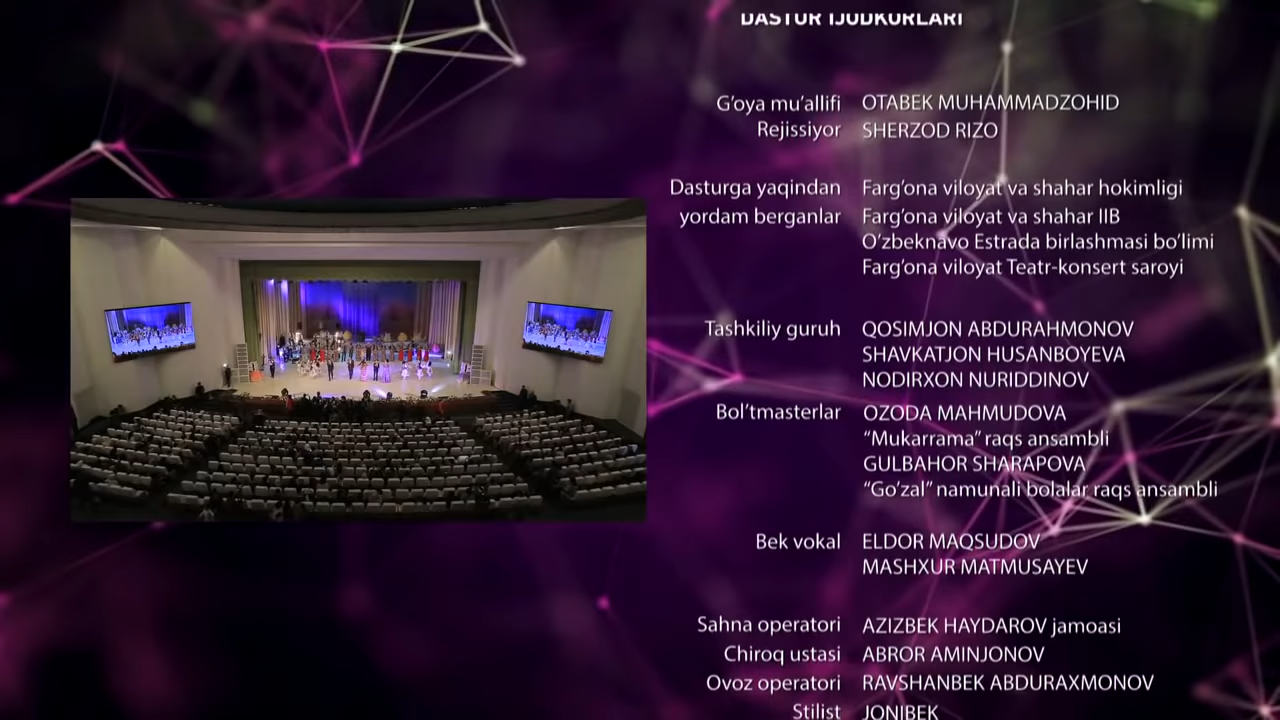 DASTUR IJODKORLARI
G'oya mu'allifi OTABEK MUHAMMADZOHID
Rejissiyor SHERZOD RIZO
Dasturga yaqindan Farg'ona viloyat va shahar hokimligi
yordam berganlar Farg'ona viloyat va shahar IIB
O'zbeknavo Estrada birlashmasi bo'limi
Farg'ona viloyat Teatr-konsert saroyi
Tashkiliy guruh QOSIMJON ABDURAHMONOV
SHAVKATJON HUSANBOYEVA
NODIRXON NURIDDINOV
Bol'tmasterlar OZODA MAHMUDOVA
“Mukarrama” raqs ansambli
GULBAHOR SHARAPOVA
“Go'zal” namunali bolalar raqs ansambli
Bek vokal ELDOR MAQSUDOV
MASHXUR MATMUSAYEV
Sahna operatori AZIZBEK HAYDAROV jamoasi
Chiroq ustasi ABROR AMINJONOV
Ovoz operatori RAVSHANBEK ABDURAXMONOV
Stilist JONIBEK